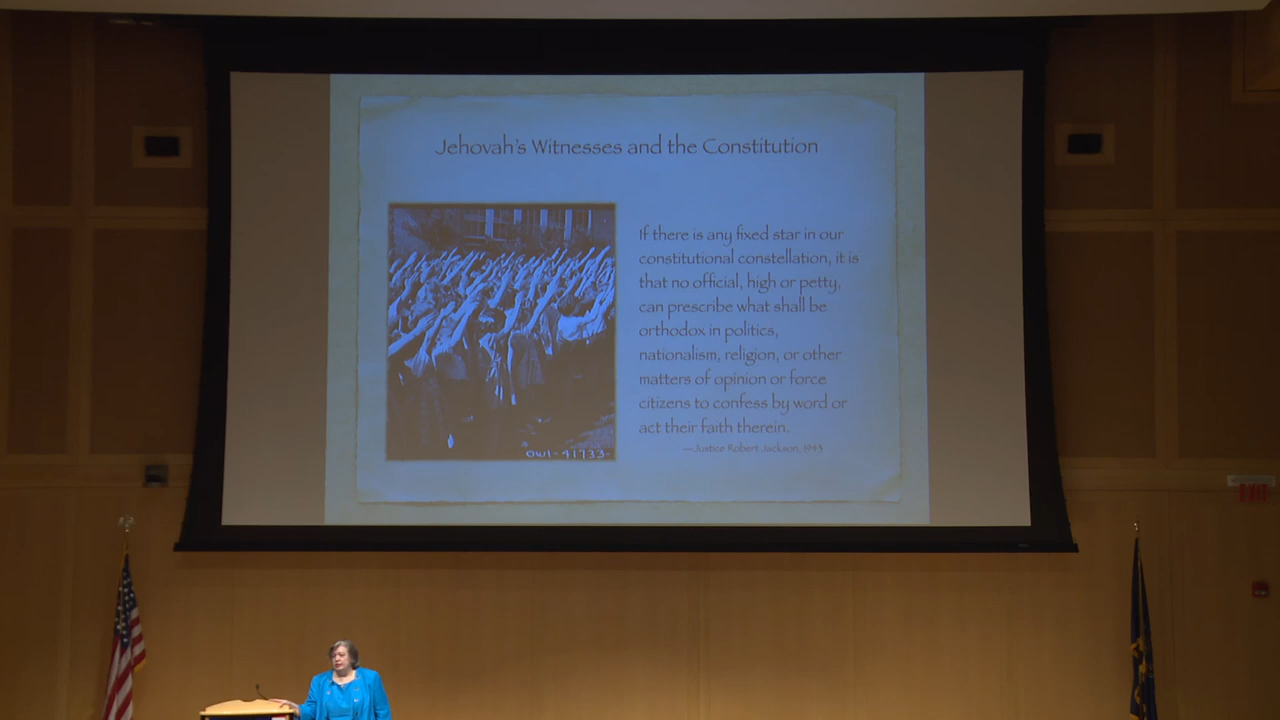 Jehovah's Witnesses and the Constitution
If there is any fixed star in our
constitutional constellation, it is
that no official, high or petty,
can prescribe what shall be
orthodox in politics,
nationalism, religion, or other
matters of opinion or force
citizens to confess by word or
act their faith therein.
—Justice Robert Jackson, 1943
OWI-41733-
EXIT